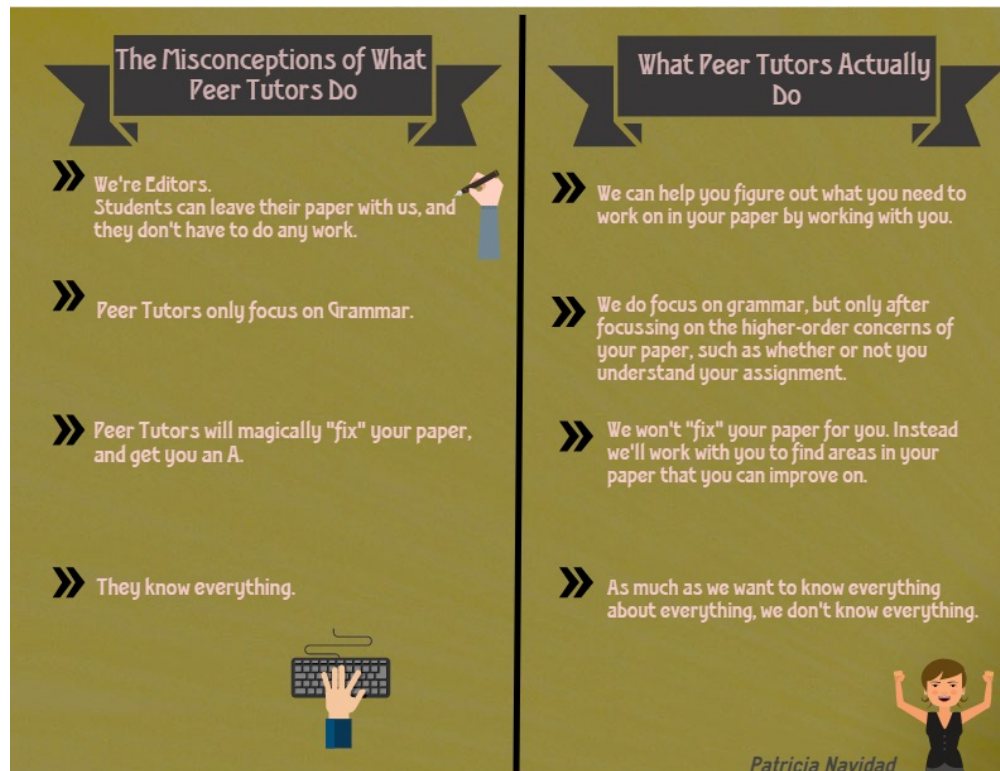 The Misconceptions of What
Peer Tutors Do
We're Editors.
Students can leave their paper with us, and
they don't have to do any work.
Peer Tutors only focus on Grammar.
Peer Tutors will magically "fix" your paper,
and get you an A.
They know everything.
What Peer Tutors Actually
Do
We can help you figure out what you need to
work on in your paper by working with you.
We do focus on grammar, but only after
focussing on the higher-order concerns of
your paper, such as whether or not you
understand your assignment.
We won't "fix" your paper for you. Instead
we'll work with you to find areas in your
paper that you can improve on.
As much as we want to know everything
about everything, we don't know everything.
Patricia Navidad